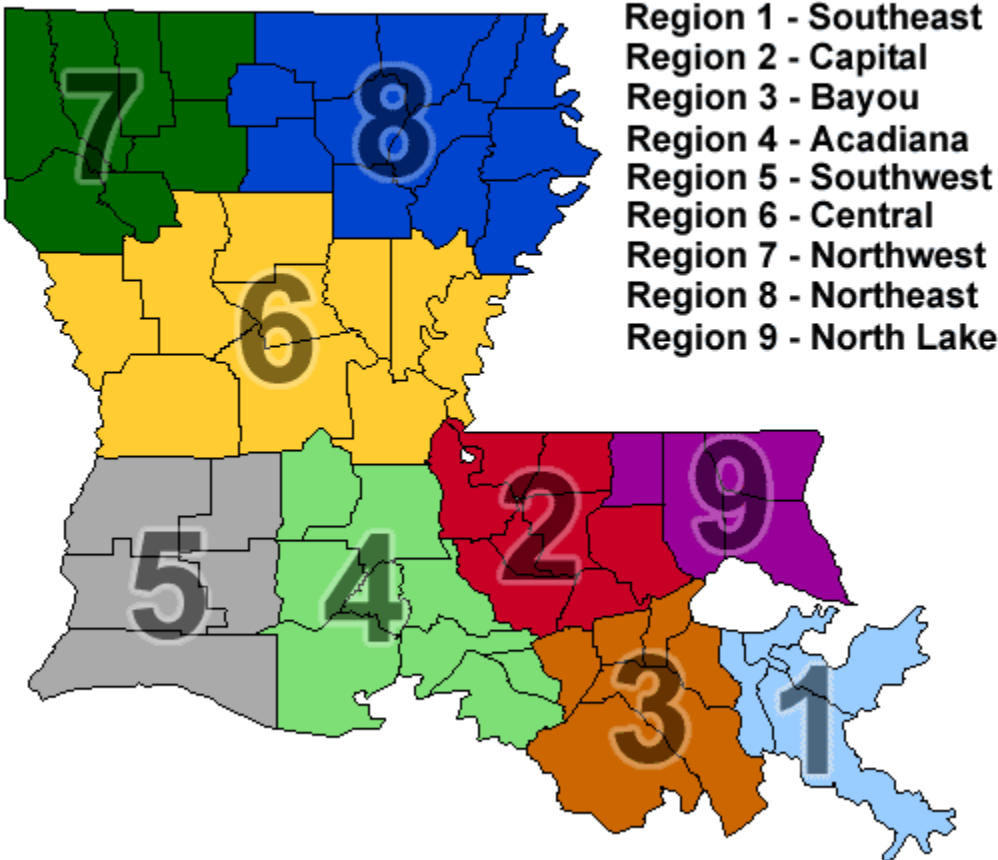 Region 1 - Southeast
Region 2 - Capital
Region 3 - Bayou
Region 4 - Acadiana
Region 5 - Southwest
Region 6 - Central
Region 7 - Northwest
Region 8 - Northeast
Region 9 - North Lake
7
8
6
9
2
5
4
3
1